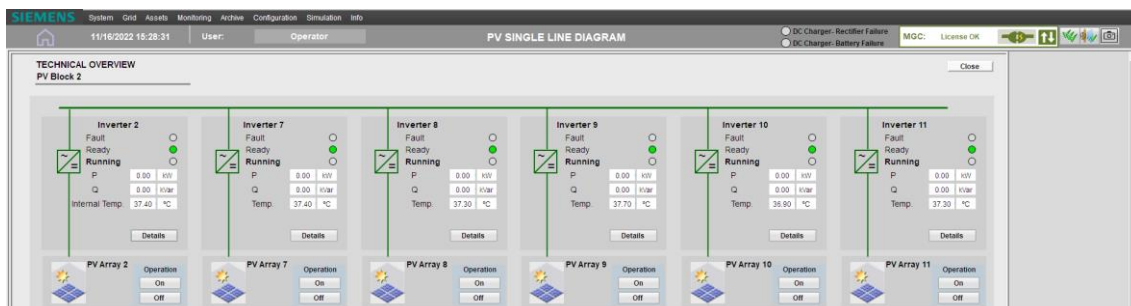 SIEMENS System Grid Assets Monitoring Archive Configuration Simulation Info
11/16/2022 15:28:31 User: Operator PV SINGLE LINE DIAGRAM DC Charger- Rectifier Failure MGC: License OK
DC Charger- Battery Failure
TECHNICAL OVERVIEW Close
PV Block 2
Inverter 2 Inverter 7 Inverter 8 Inverter 9 Inverter 10 Inverter 11
Fault Fault Fault Fault Fault Fault
Ready Ready Ready Ready Ready Ready
Running Running Running Running Running Running
P 0.00 kW P 0.00 kW P 0.00 kW P 0.00 kW P 0.00 kW P 0.00 kW
Q 0.00 kVar Q 0.00 kVar Q 0.00 kVar Q 0.00 kVar Q 0.00 kVar Q 0.00 kVar
Internal Temp. 37.40 °C Temp. 37.40 °C Temp. 37.30 °C Temp. 37.70 °C Temp. 36.90 °C Temp. 37.30 °C
Details Details Details Details Details Details
PV Array 2 Operation PV Array 7 Operation PV Array 8 Operation PV Array 9 Operation PV Array 10 Operation PV Array 11 Operation
On On On On On On
Off Off Off Off Off Off